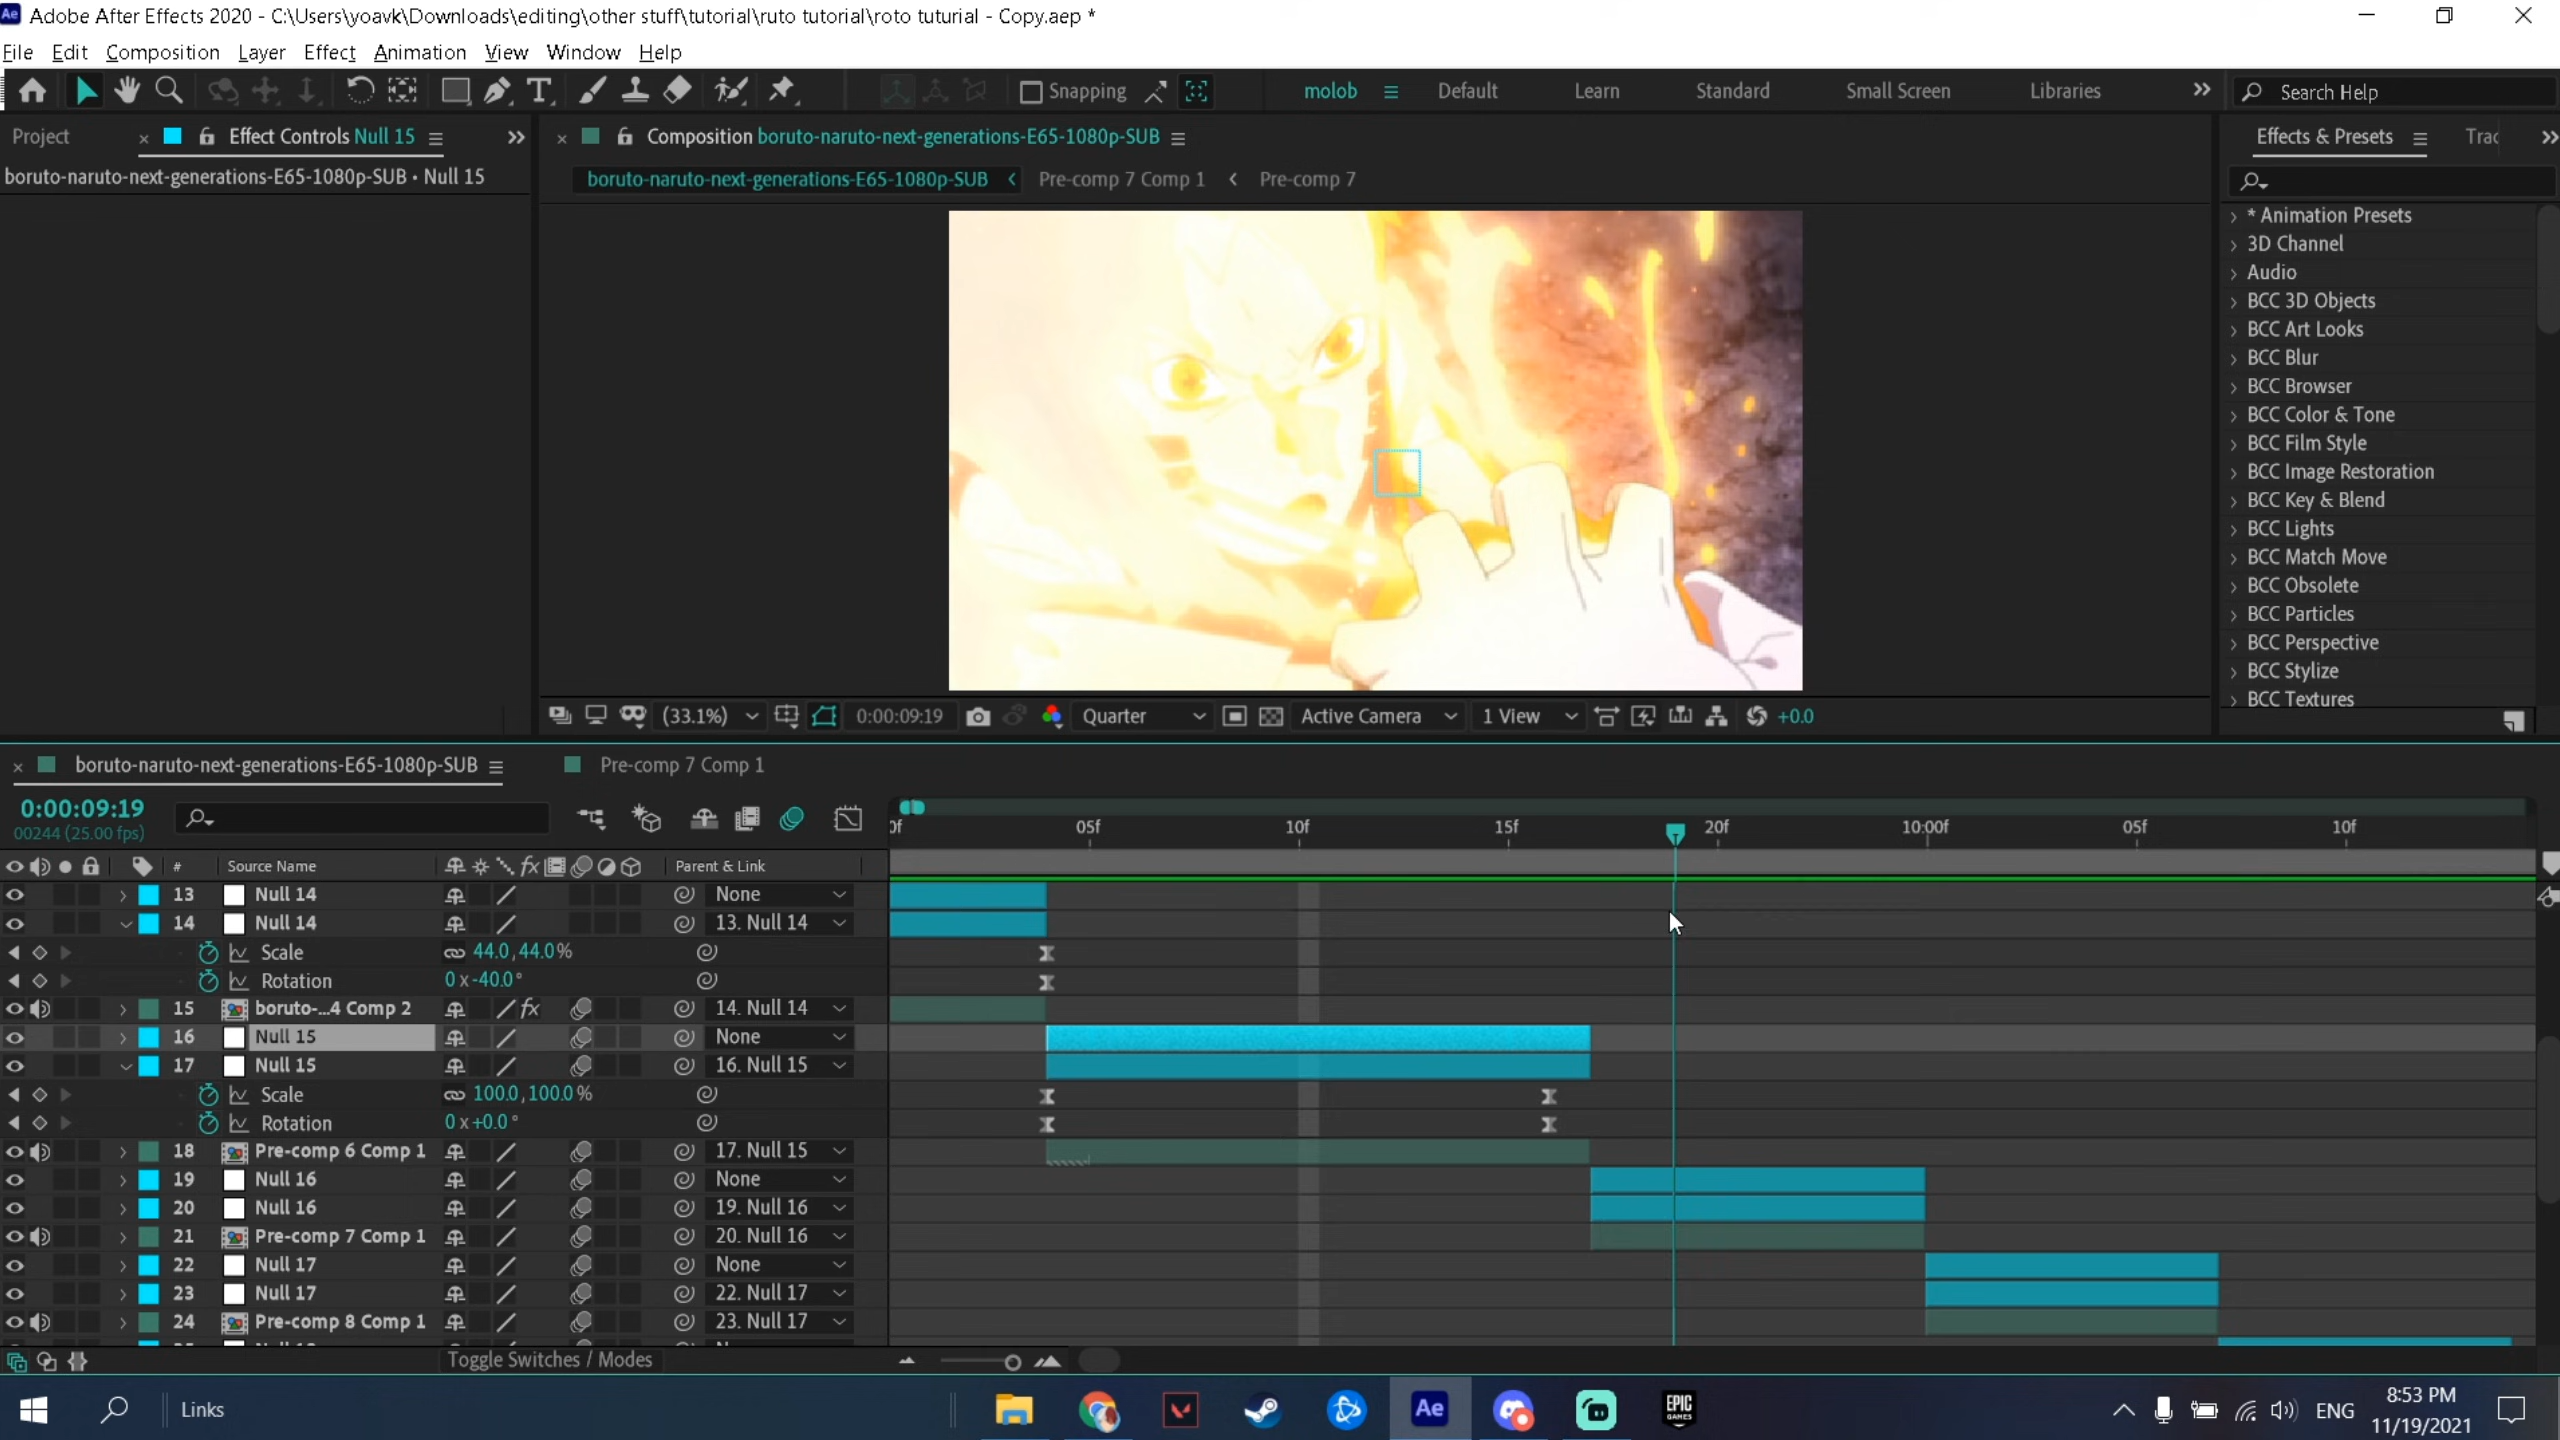 Adobe After Effects 2020 - C:\Users\yoavk\Downloads\editing\other stuff\tutorial\ruto tutorial\roto tuturial - Copy.aep *
File Edit Composition Layer Effect Animation View Window Help
Snapping molob Default Learn Standard Small Screen Libraries Search Help
Project Effect Controls Null 15 Composition boruto-naruto-next-generations-E65-1080p-SUB Effects & Presets Trac
boruto-naruto-next-generations-E65-1080p-SUB • Null 15
boruto-naruto-next-generations-E65-1080p-SUB Pre-comp 7 Comp 1 Pre-comp 7
* Animation Presets
3D Channel
Audio
BCC 3D Objects
BCC Art Looks
BCC Blur
BCC Browser
BCC Color & Tone
BCC Film Style
BCC Image Restoration
BCC Key & Blend
BCC Lights
BCC Match Move
BCC Obsolete
BCC Particles
BCC Perspective
BCC Stylize
BCC Textures
(33.1%) 0:00:09:19 Quarter Active Camera 1 View +0.0
boruto-naruto-next-generations-E65-1080p-SUB Pre-comp 7 Comp 1
0:00:09:19
00244 (25.00 fps)
0f 05f 10f 15f 20f 10:00f 05f 10f
# Source Name fx Parent & Link
13 Null 14 None
14 Null 14 13. Null 14
Scale 44.0,44.0%
Rotation 0x-40.0°
15 boruto-...4 Comp 2 fx 14. Null 14
16 Null 15 None
17 Null 15 16. Null 15
Scale 100.0,100.0%
Rotation 0x+0.0°
18 Pre-comp 6 Comp 1 17. Null 15
19 Null 16 None
20 Null 16 19. Null 16
21 Pre-comp 7 Comp 1 20. Null 16
22 Null 17 None
23 Null 17 22. Null 17
24 Pre-comp 8 Comp 1 23. Null 17
Toggle Switches / Modes
Links Ae EPIC GAMES ENG 8:53 PM
11/19/2021